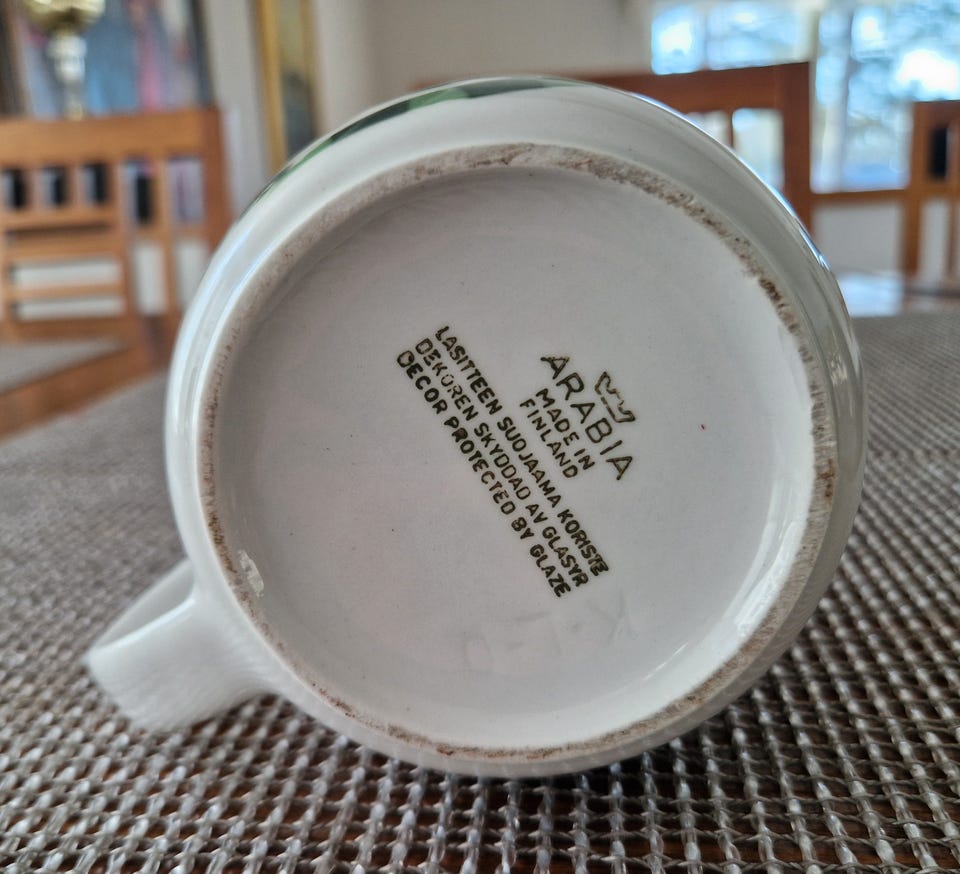 ARABIA
MADE IN
FINLAND
LASITTEEN SUOJAAMA KORISTE
DEKOREN SKYDDAD AV GLASYR
DECOR PROTECTED BY GLAZE